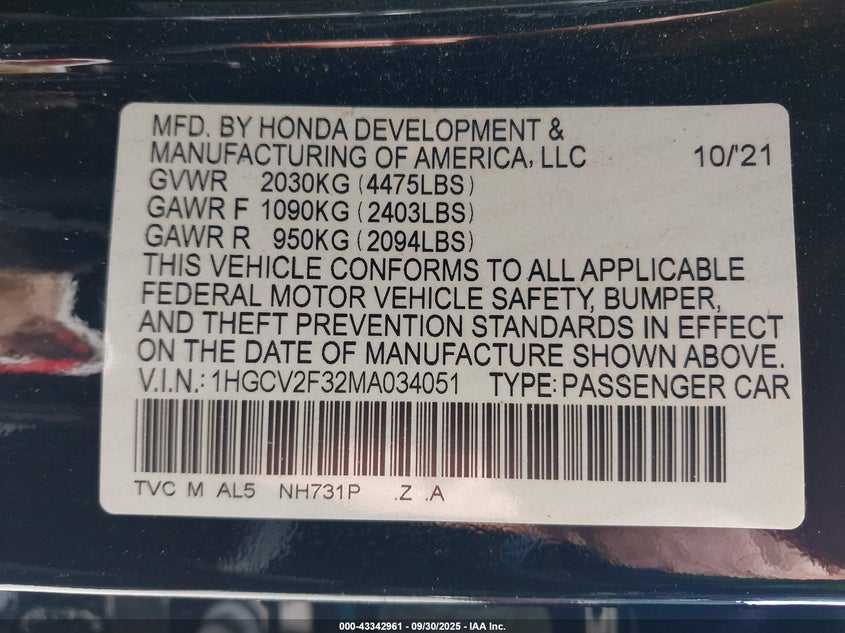 MFD. BY HONDA DEVELOPMENT &
MANUFACTURING OF AMERICA, LLC 10/'21
GVWR 2030KG (4475LBS)
GAWR F 1090KG (2403LBS)
GAWR R 950KG (2094LBS)
THIS VEHICLE CONFORMS TO ALL APPLICABLE
FEDERAL MOTOR VEHICLE SAFETY, BUMPER,
AND THEFT PREVENTION STANDARDS IN EFFECT
ON THE DATE OF MANUFACTURE SHOWN ABOVE.
V.I.N.: 1HGCV2F32MA034051 TYPE: PASSENGER CAR
TVC M AL5 NH731P .Z .A
000-43342961 - 09/30/2025 - IAA Inc.